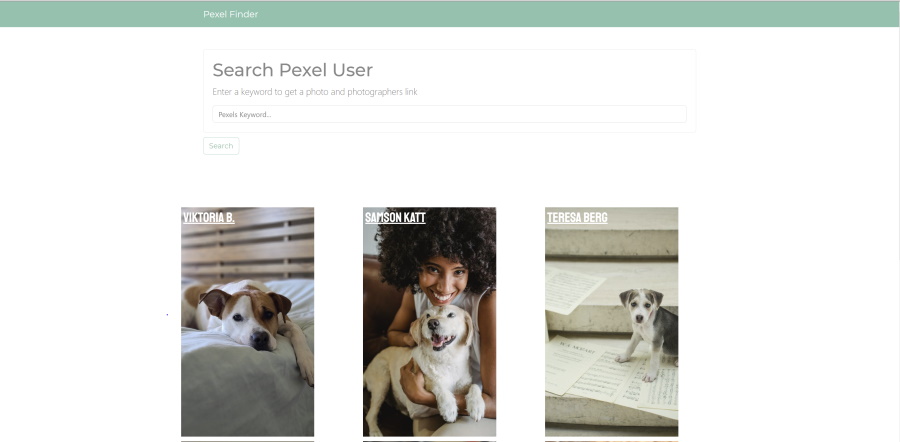 Pexel Finder
Search Pexel User
Enter a keyword to get a photo and photographers link
Pexels Keyword...
Search
VIKTORIA B.
SAMSON KATT
TERESA BERG